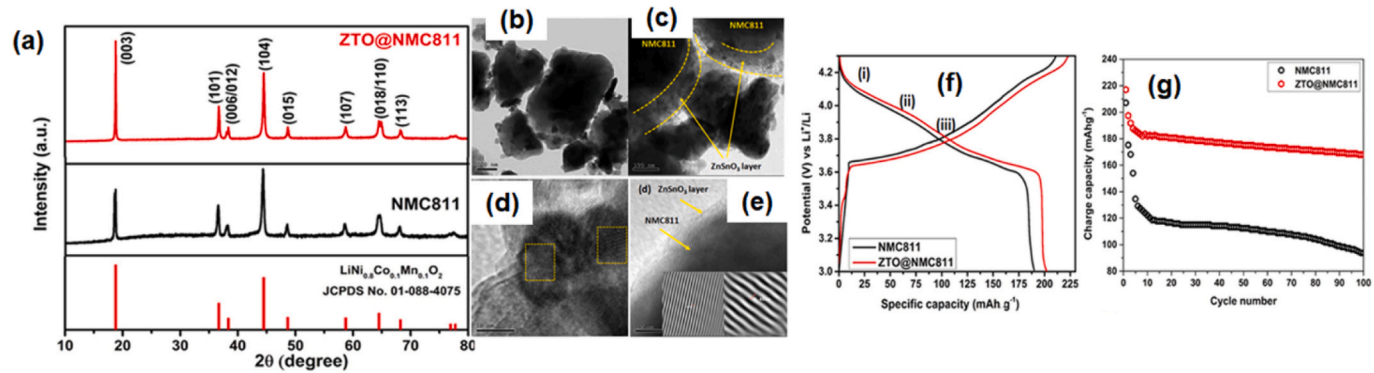 (a)
ZTO@NMC811
(003)
(101)
(006/012)
(104)
(015)
(107)
(018/110)
(113)
NMC811
LiNi0.8Co0.1Mn0.1O2
JCPDS No. 01-088-4075
Intensity (a.u.)
10 20 30 40 50 60 70 80
2θ (degree)
(b)
(c)
NMC811
NMC811
ZnSnO3 layer
(d)
(d)
ZnSnO3 layer
NMC811
(e)
(f)
(i)
(ii)
(iii)
NMC811
ZTO@NMC811
Potential (V) vs Li+/Li
4.2
3.9
3.6
3.3
3.0
0 25 50 75 100 125 150 175 200 225
Specific capacity (mAh g-1)
(g)
NMC811
ZTO@NMC811
Charge capacity (mAhg-1)
240
220
200
180
160
140
120
100
80
0 10 20 30 40 50 60 70 80 90 100
Cycle number